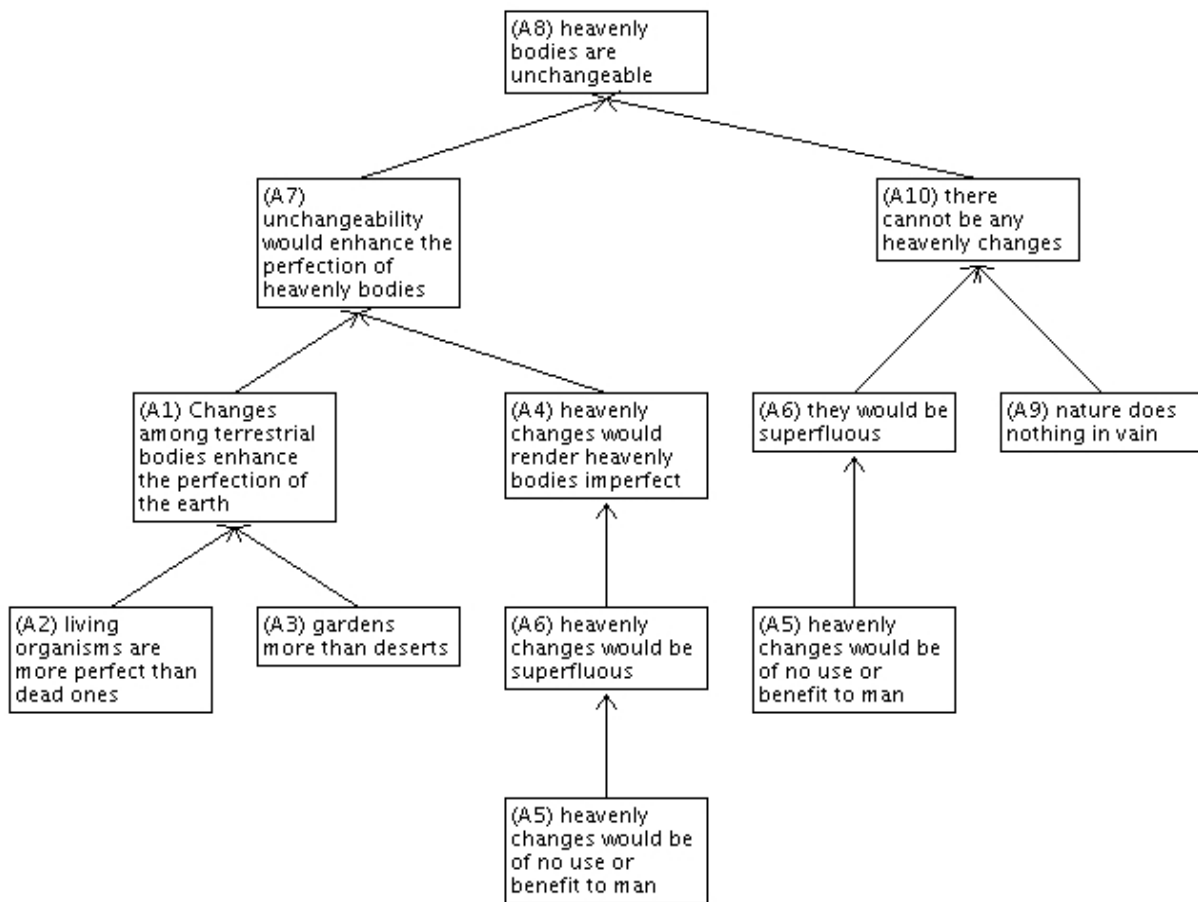 (A8) heavenly
bodies are
unchangeable
(A7)
unchangeability
would enhance the
perfection of
heavenly bodies
(A10) there
cannot be any
heavenly changes
(A1) Changes
among terrestrial
bodies enhance
the perfection of
the earth
(A4) heavenly
changes would
render heavenly
bodies imperfect
(A6) they would be
superfluous
(A9) nature does
nothing in vain
(A2) living
organisms are
more perfect than
dead ones
(A3) gardens
more than deserts
(A6) heavenly
changes would be
superfluous
(A5) heavenly
changes would be
of no use or
benefit to man
(A5) heavenly
changes would be
of no use or
benefit to man